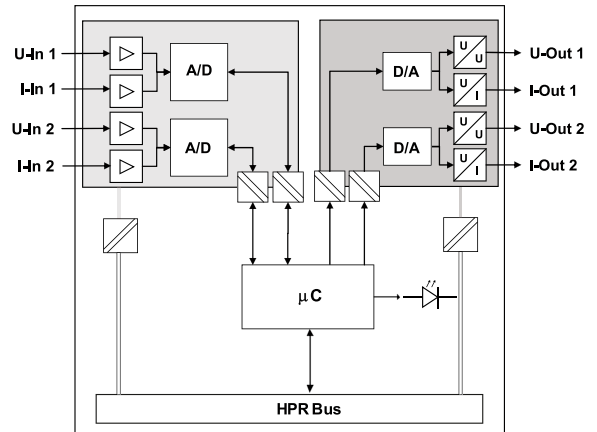 U-In 1
I-In 1
U-In 2
I-In 2
A/D
A/D
D/A
D/A
U
U
U
I
U
U
U
I
U-Out 1
I-Out 1
U-Out 2
I-Out 2
μC
HPR Bus